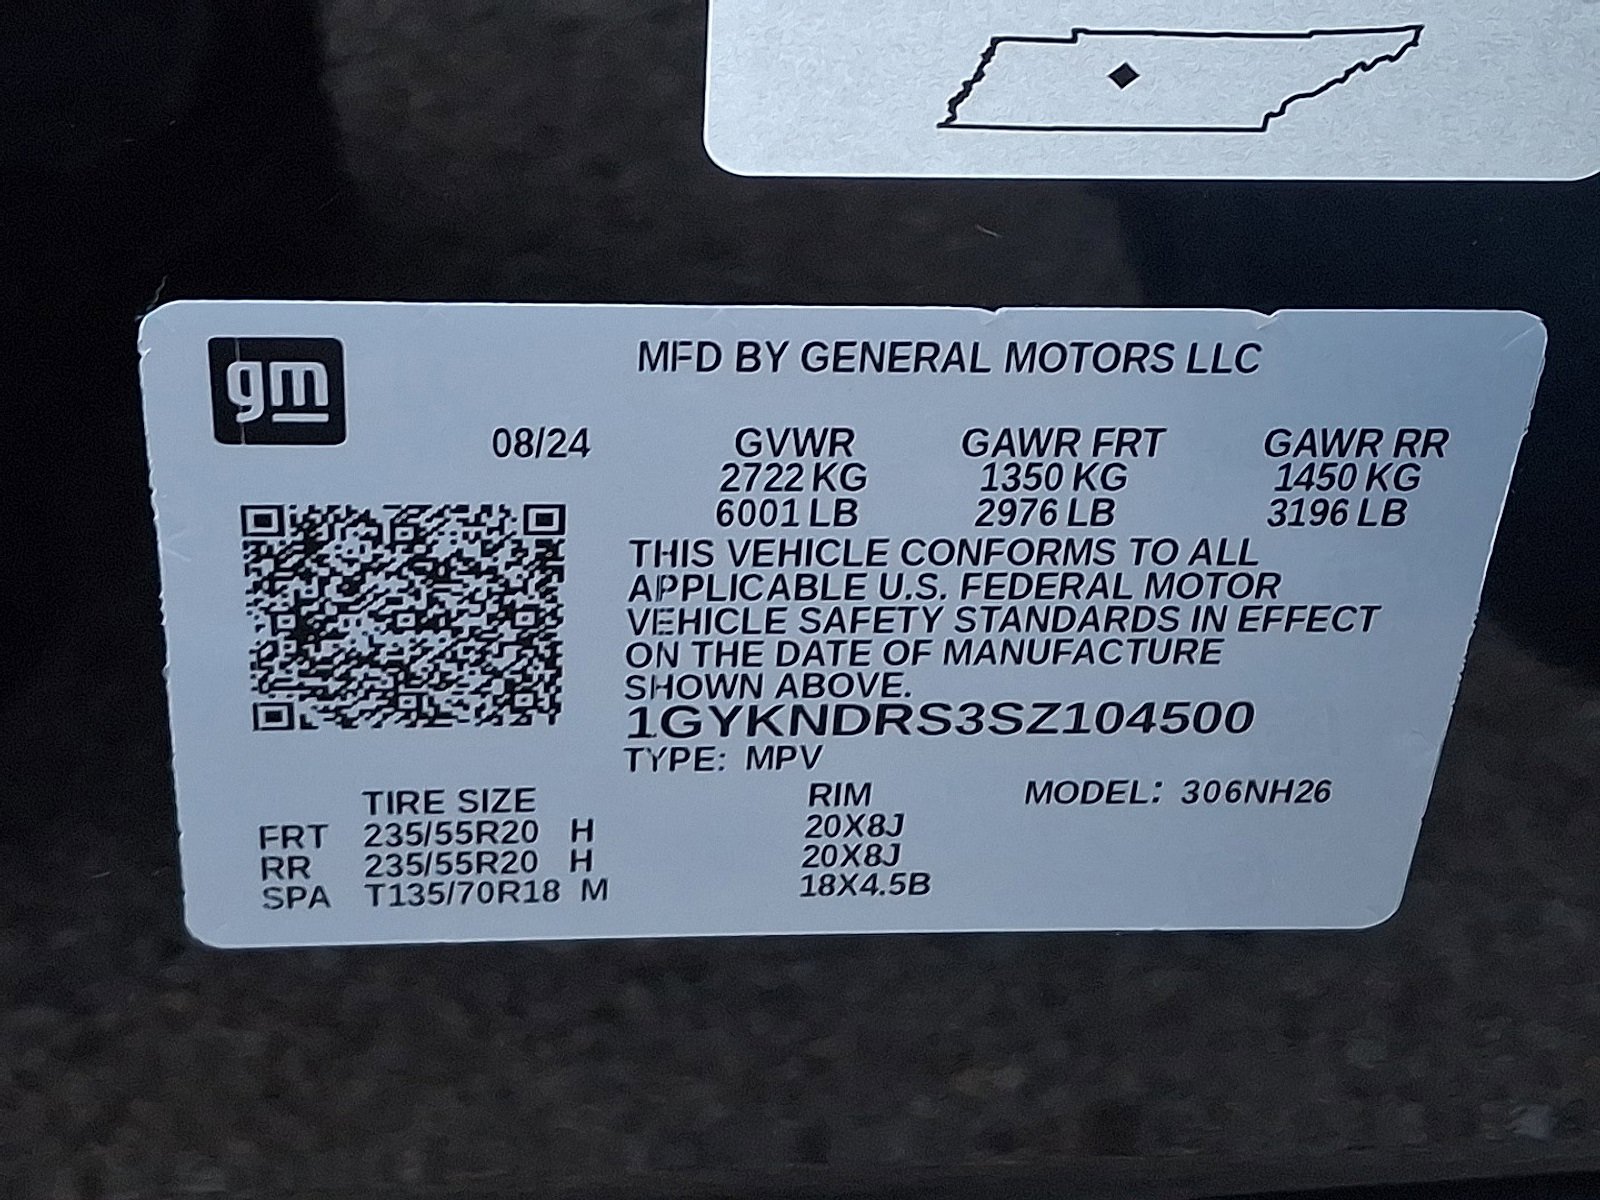 gm
MFD BY GENERAL MOTORS LLC
08/24 GVWR GAWR FRT GAWR RR
2722 KG 1350 KG 1450 KG
6001 LB 2976 LB 3196 LB
THIS VEHICLE CONFORMS TO ALL
APPLICABLE U.S. FEDERAL MOTOR
VEHICLE SAFETY STANDARDS IN EFFECT
ON THE DATE OF MANUFACTURE
SHOWN ABOVE.
1GYKNDRS3SZ104500
TYPE: MPV
TIRE SIZE RIM MODEL: 306NH26
FRT 235/55R20 H 20X8J
RR 235/55R20 H 20X8J
SPA T135/70R18 M 18X4.5B